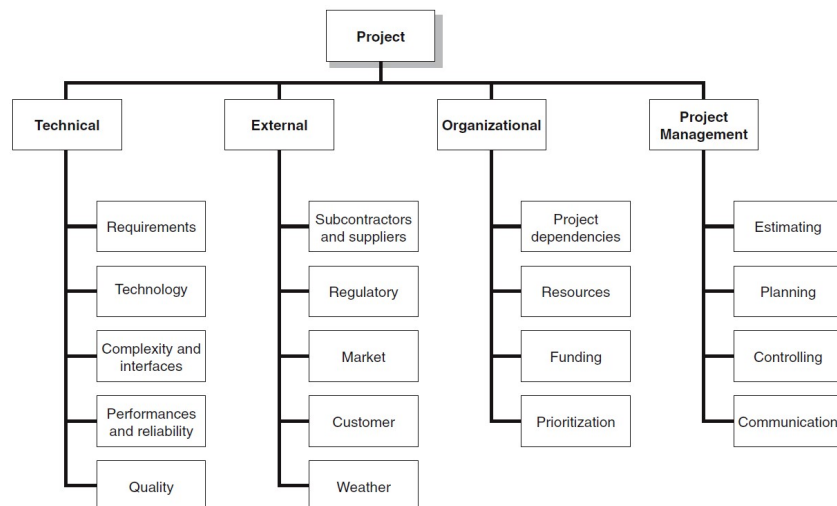 Project
Technical
External
Organizational
Project
Management
Requirements
Technology
Complexity and
interfaces
Performances
and reliability
Quality
Subcontractors
and suppliers
Regulatory
Market
Customer
Weather
Project
dependencies
Resources
Funding
Prioritization
Estimating
Planning
Controlling
Communication